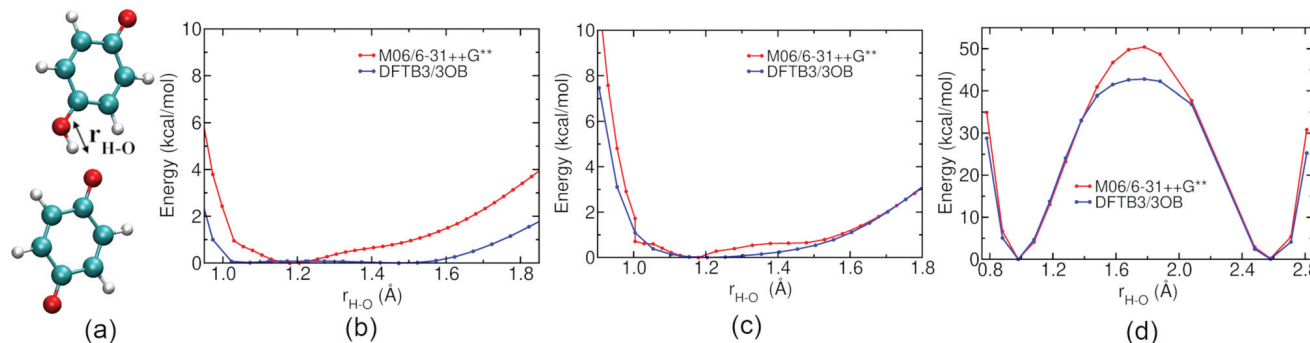 r H-O
(a)
10
8
6
4
2
0
Energy (kcal/mol)
M06/6-31++G**
DFTB3/3OB
1.0 1.2 1.4 1.6 1.8
r H-O (Å)
(b)
10
8
6
4
2
0
Energy (kcal/mol)
M06/6-31++G**
DFTB3/3OB
1.0 1.2 1.4 1.6 1.8
r H-O (Å)
(c)
50
40
30
20
10
0
Energy (kcal/mol)
M06/6-31++G**
DFTB3/3OB
0.8 1.2 1.6 2.0 2.4 2.8
r H-O (Å)
(d)